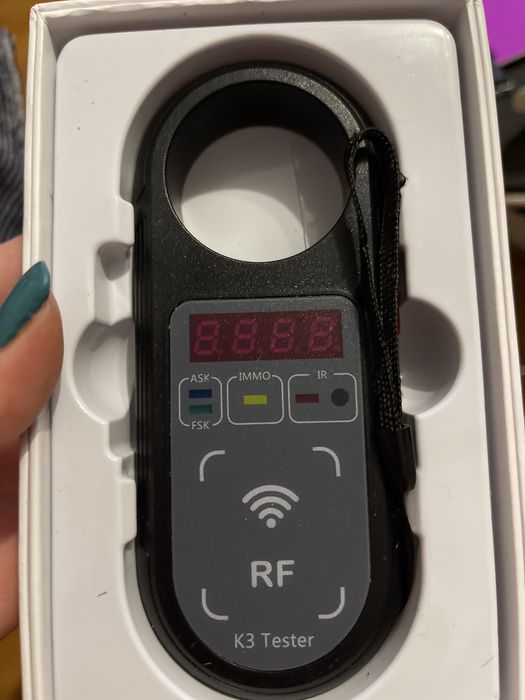 8888
ASK
IMMO
IR
FSK
RF
K3 Tester